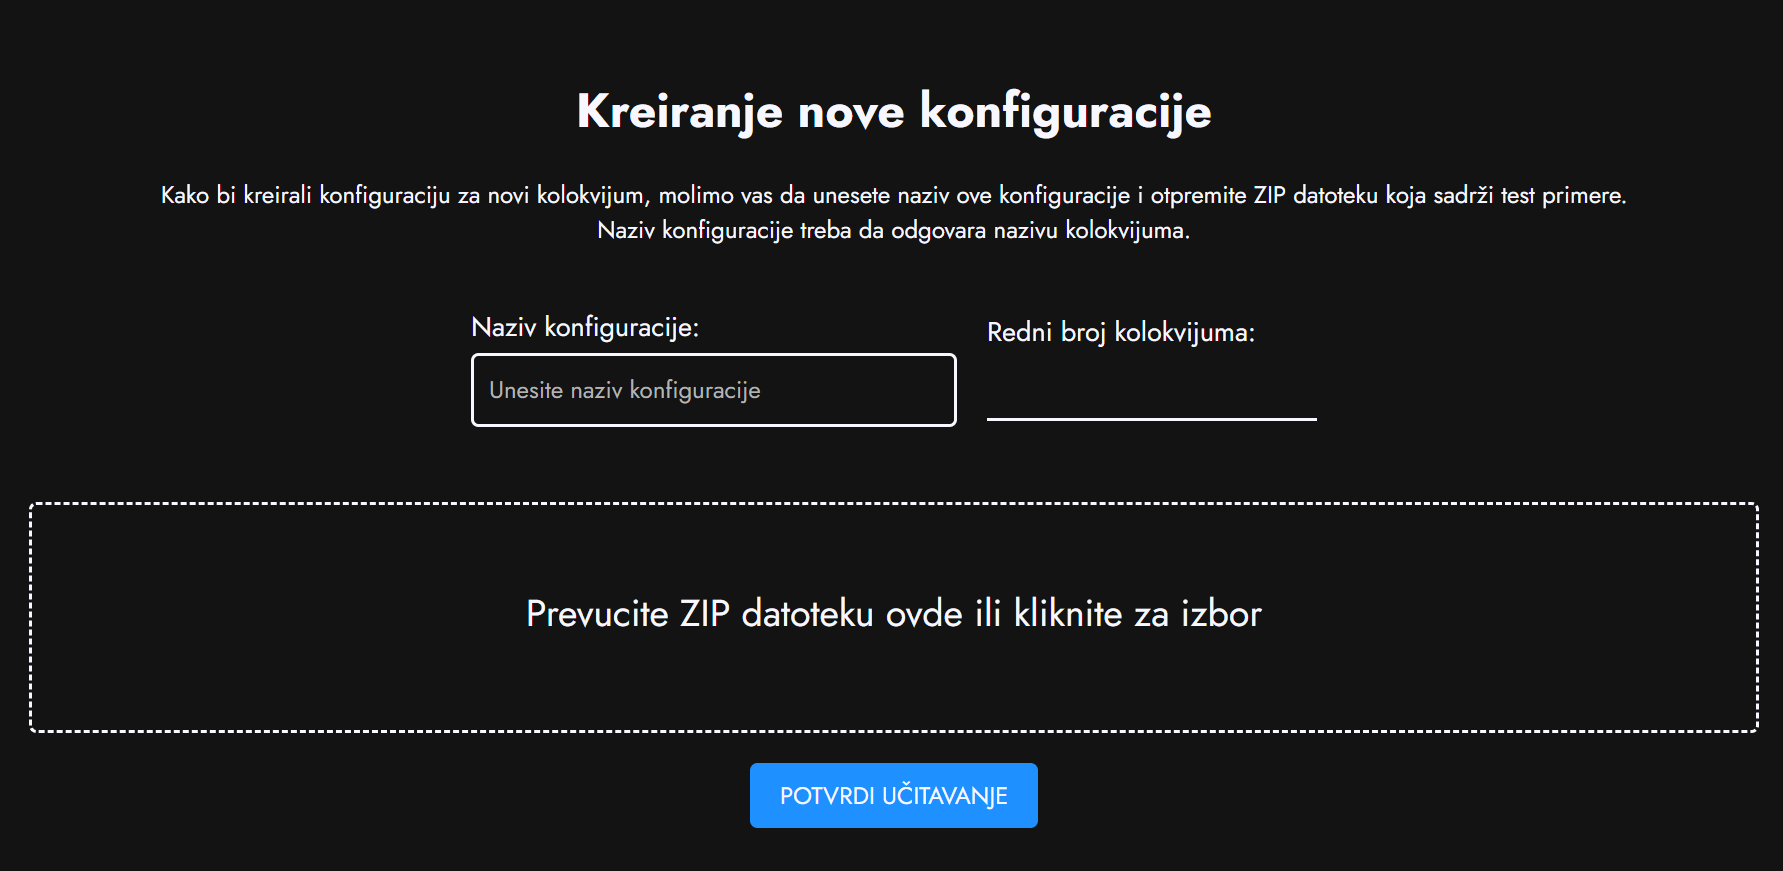 Kreiranje nove konfiguracije
Kako bi kreirali konfiguraciju za novi kolokvijum, molimo vas da unesete naziv ove konfiguracije i otpremite ZIP datoteku koja sadrži test primere.
Naziv konfiguracije treba da odgovara nazivu kolokvijuma.
Naziv konfiguracije:
Unesite naziv konfiguracije
Redni broj kolokvijuma:
Prevucite ZIP datoteku ovde ili kliknite za izbor
POTVRDI UČITAVANJE